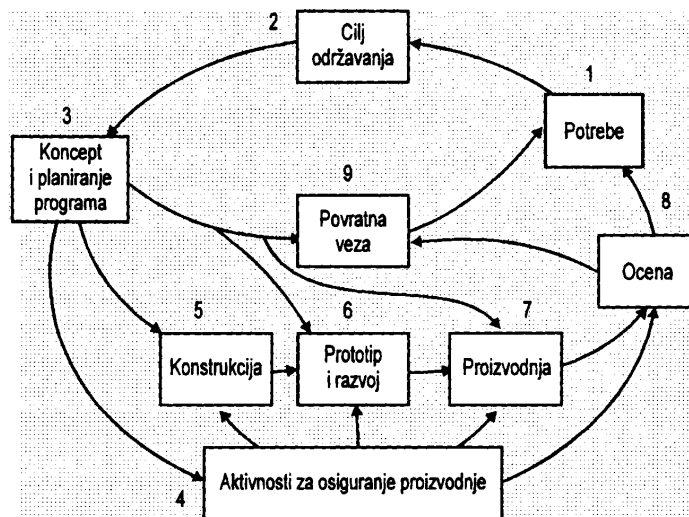 2
Cilj
održavanja
1
Potrebe
3
Koncept
i planiranje
programa
9
Povratna
veza
8
Ocena
5
Konstrukcija
6
Prototip
i razvoj
7
Proizvodnja
4
Aktivnosti za osiguranje proizvodnje